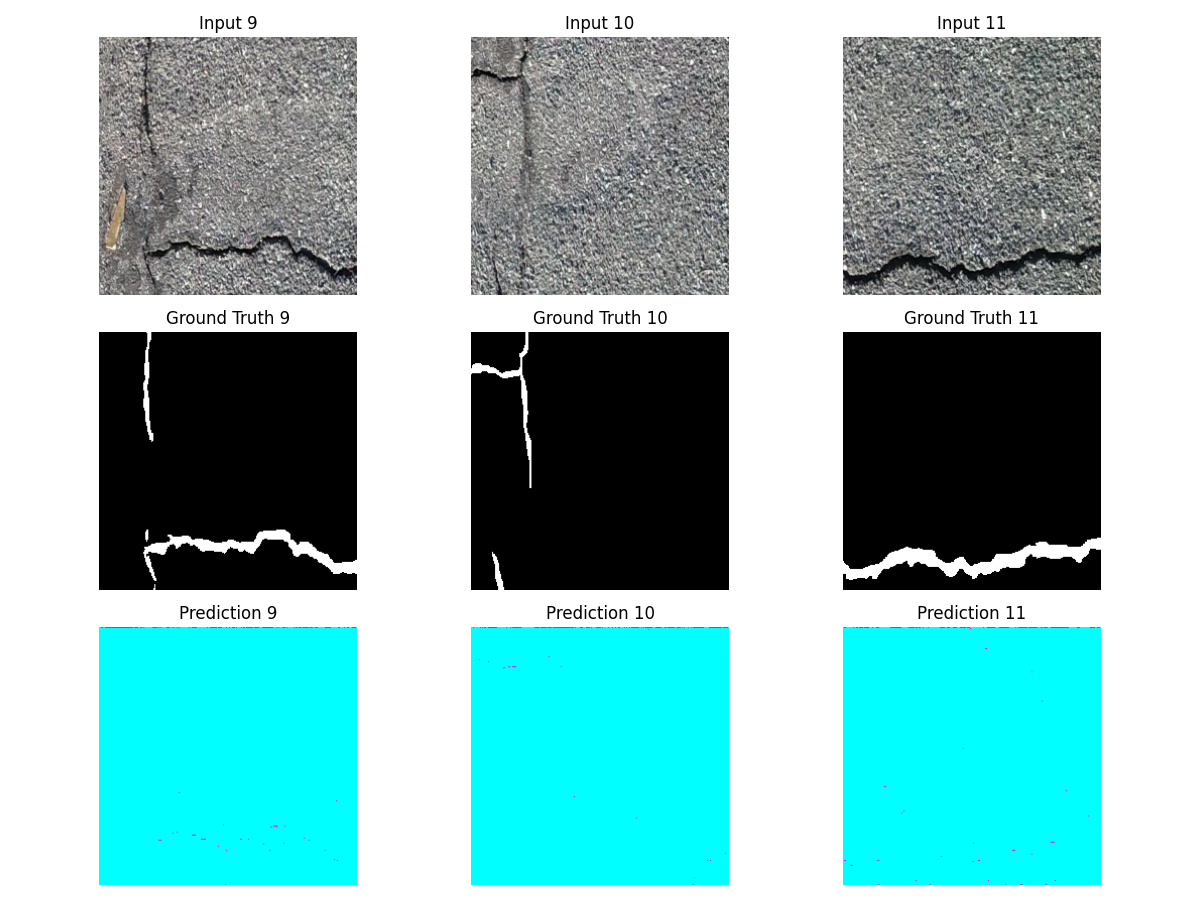 Input 9
Input 10
Input 11
Ground Truth 9
Ground Truth 10
Ground Truth 11
Prediction 9
Prediction 10
Prediction 11